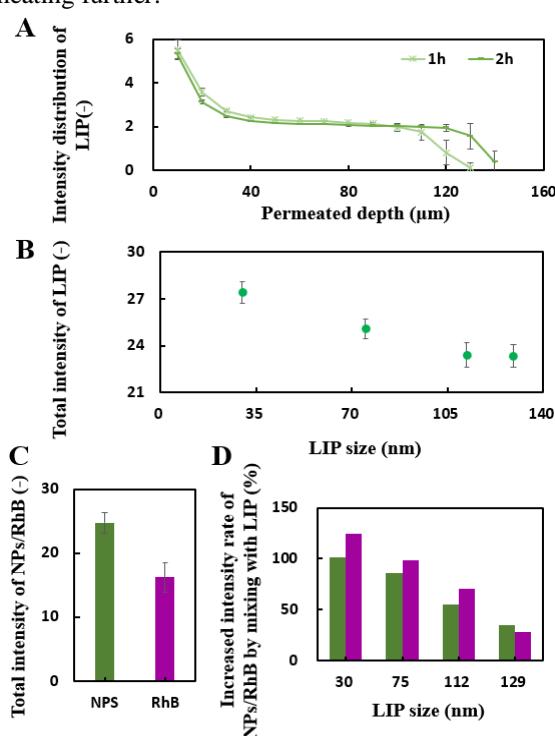 heating further.
A
Intensity distribution of
LIP(-)
6
4
2
0
1h
2h
0
40
80
120
160
Permeated depth (µm)
B
Total intensity of LIP (-)
30
27
24
21
0
35
70
105
140
LIP size (nm)
C
Total intensity of NPs/RhB (-)
30
20
10
0
NPS
RhB
D
Increased intensity rate of
NPs/RhB by mixing with LIP (%)
150
100
50
0
30
75
112
129
LIP size (nm)